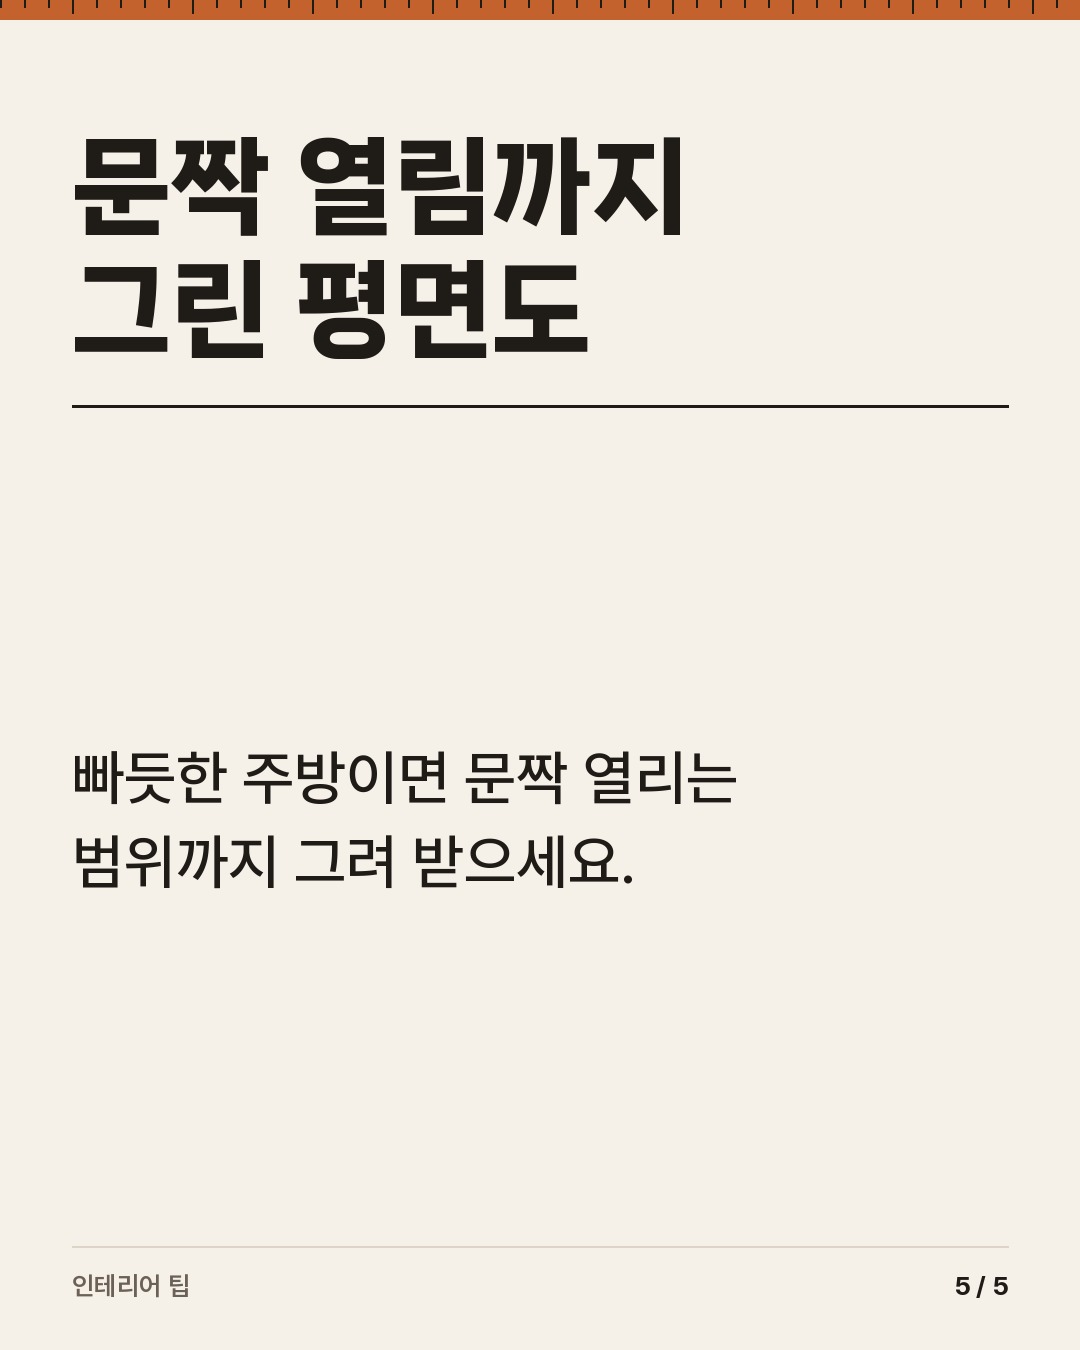 문짝 열림까지
그린 평면도
빠듯한 주방이면 문짝 열리는
범위까지 그려 받으세요.
인테리어 팁
5 / 5